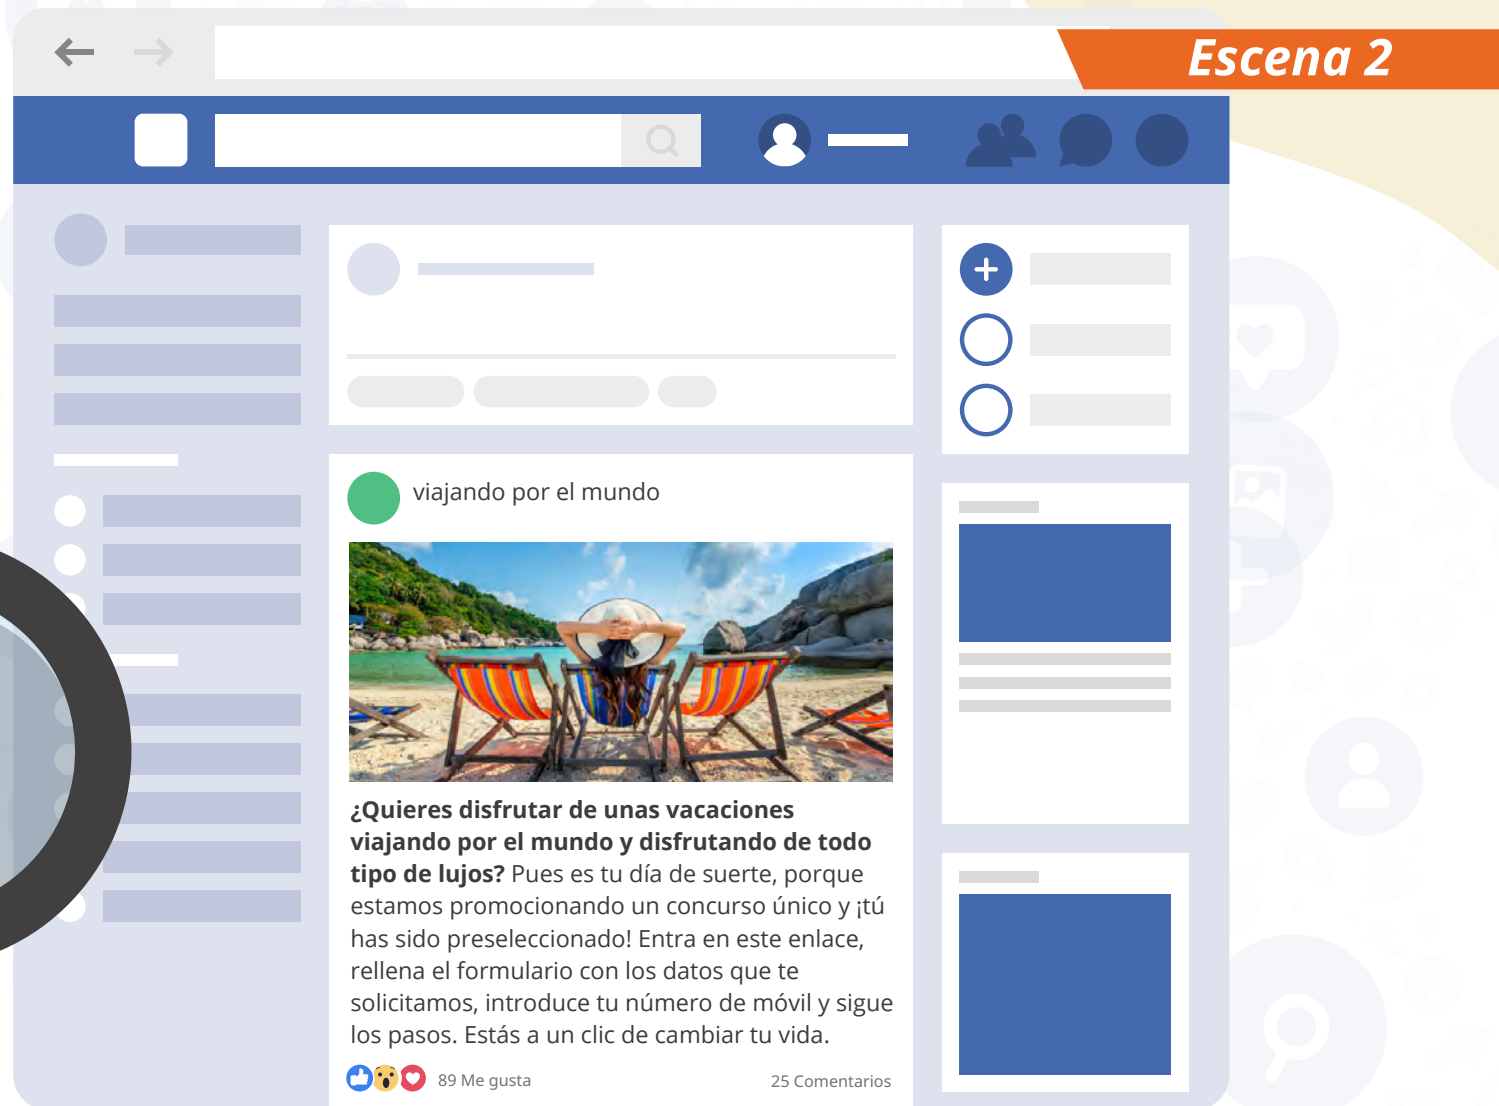 Escena 2
viajando por el mundo
¿Quieres disfrutar de unas vacaciones
viajando por el mundo y disfrutando de todo
tipo de lujos? Pues es tu día de suerte, porque
estamos promocionando un concurso único y ¡tú
has sido preseleccionado! Entra en este enlace,
rellena el formulario con los datos que te
solicitamos, introduce tu número de móvil y sigue
los pasos. Estás a un clic de cambiar tu vida.
89 Me gusta
25 Comentarios